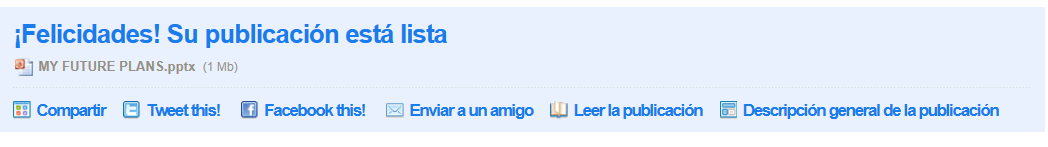 ¡Felicidades! Su publicación está lista
MY FUTURE PLANS.pptx (1 Mb)
Compartir Tweet this! Facebook this! Enviar a un amigo Leer la publicación Descripción general de la publicación